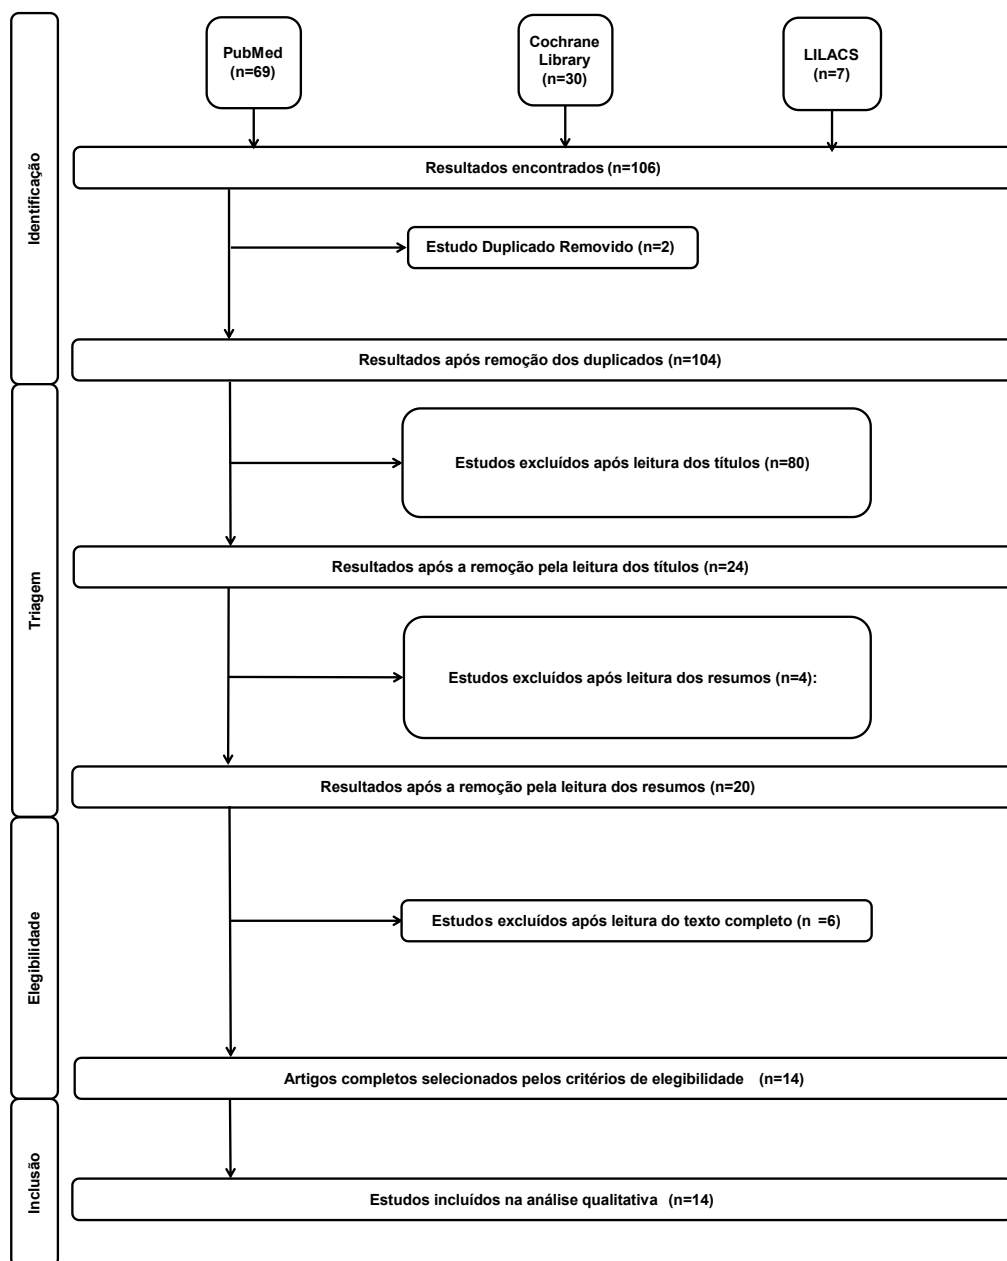 PubMed
(n=69)
Cochrane
Library
(n=30)
LILACS
(n=7)
Identificação
Resultados encontrados (n=106)
Estudo Duplicado Removido (n=2)
Resultados após remoção dos duplicados (n=104)
Triagem
Estudos excluídos após leitura dos títulos (n=80)
Resultados após a remoção pela leitura dos títulos (n=24)
Estudos excluídos após leitura dos resumos (n=4):
Resultados após a remoção pela leitura dos resumos (n=20)
Elegibilidade
Estudos excluídos após leitura do texto completo (n =6)
Artigos completos selecionados pelos critérios de elegibilidade (n=14)
Inclusão
Estudos incluídos na análise qualitativa (n=14)